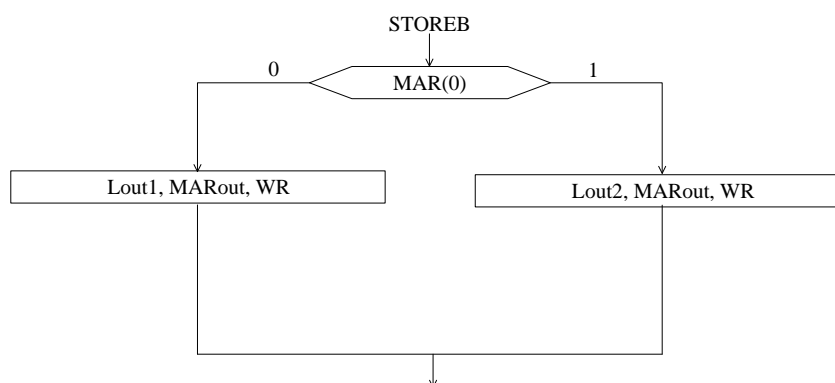 STOREB
0
MAR(0)
1
Lout1, MARout, WR
Lout2, MARout, WR